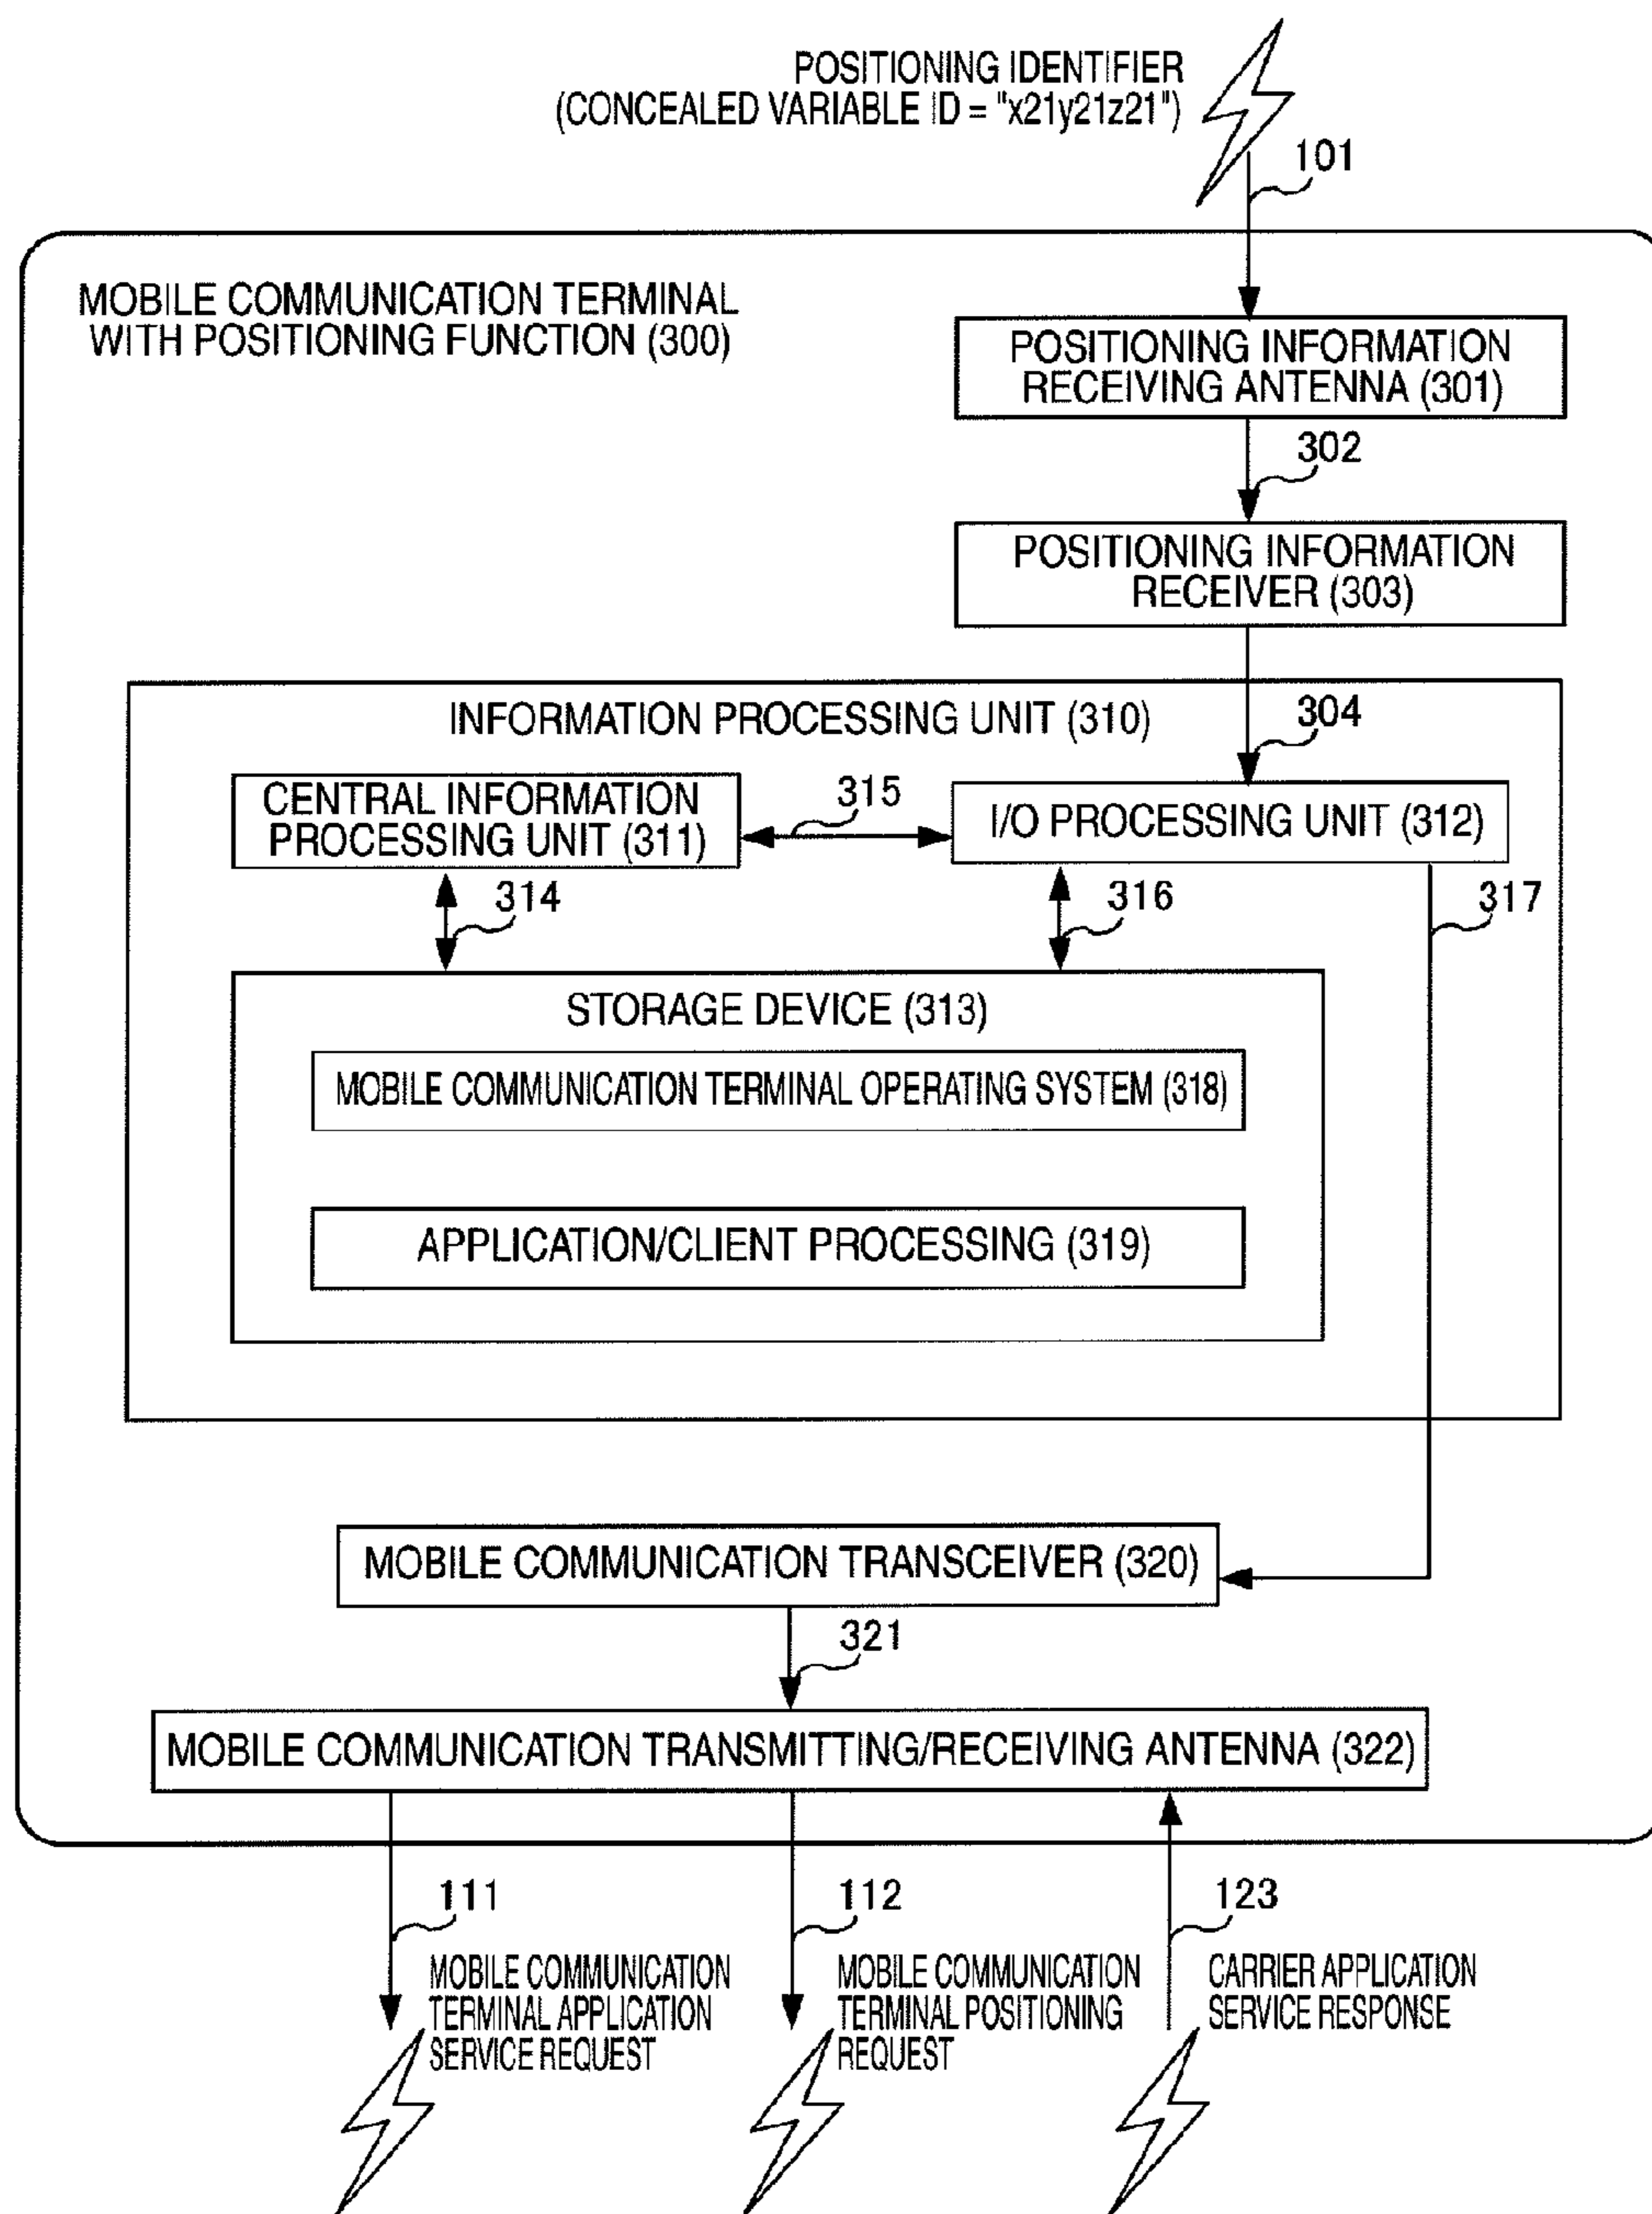 POSITIONING IDENTIFIER
(CONCEALED VARIABLE ID = "x21y21z21")
101
MOBILE COMMUNICATION TERMINAL
WITH POSITIONING FUNCTION (300)
POSITIONING INFORMATION
RECEIVING ANTENNA (301)
302
POSITIONING INFORMATION
RECEIVER (303)
INFORMATION PROCESSING UNIT (310)
304
CENTRAL INFORMATION
PROCESSING UNIT (311)
315
I/O PROCESSING UNIT (312)
314
316
317
STORAGE DEVICE (313)
MOBILE COMMUNICATION TERMINAL OPERATING SYSTEM (318)
APPLICATION/CLIENT PROCESSING (319)
MOBILE COMMUNICATION TRANSCEIVER (320)
321
MOBILE COMMUNICATION TRANSMITTING/RECEIVING ANTENNA (322)
111
MOBILE COMMUNICATION
TERMINAL APPLICATION
SERVICE REQUEST
112
MOBILE COMMUNICATION
TERMINAL POSITIONING
REQUEST
123
CARRIER APPLICATION
SERVICE RESPONSE